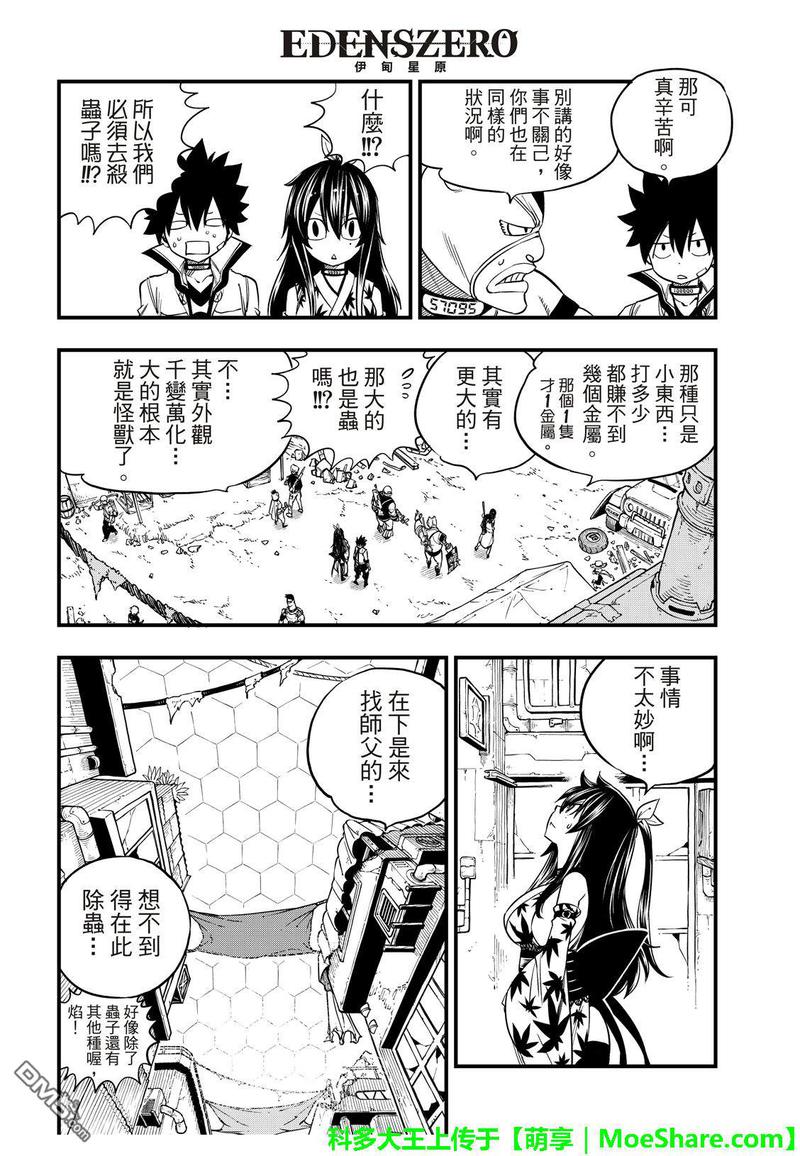 EDENSZERO
伊甸星原
那可
真辛苦啊。
別講的好像
事不關己，
你們也在
同樣的
狀況啊。
57095
什麼!!?
所以我們
必須去殺
蟲子嗎!!?
那種只是
小東西…
打多少
都賺不到
幾個金屬。
那個1隻
才1金屬。
其實有
更大的…
那大的
也是蟲
嗎!!?
不…
其實外觀
千變萬化…
大的根本
就是怪獸了。
事情
不太妙啊…
在下是來
找師父的…
想不到
得在此
除蟲…
好像除了
蟲子還有
其他種喔，
焰！
科多大王上传于【萌享】|MoeShare.com